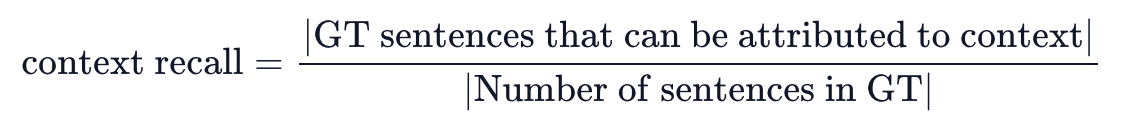 context recall = |GT sentences that can be attributed to context|
|Number of sentences in GT|